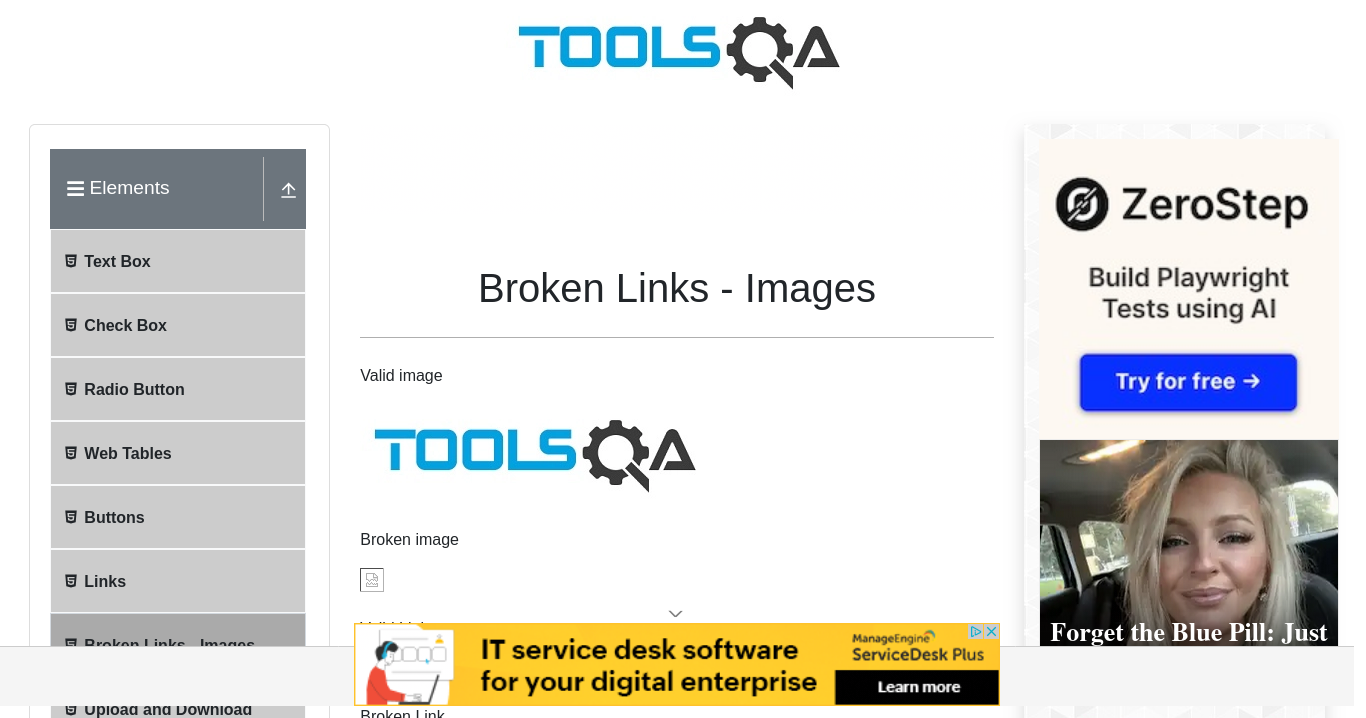 TOOLSQA
Elements
Text Box
Check Box
Radio Button
Web Tables
Buttons
Links
Broken Links - Images
Upload and Download
Broken Links - Images
Valid image
TOOLSQA
Broken image
Broken Link
IT service desk software
for your digital enterprise
ManageEngine
ServiceDesk Plus
Learn more
ZeroStep
Build Playwright
Tests using AI
Try for free →
Forget the Blue Pill: Just